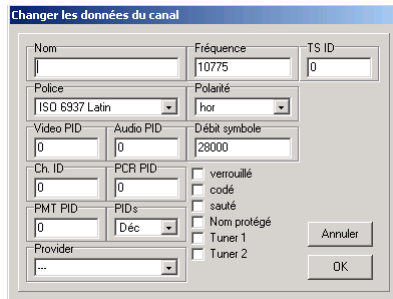 Changer les données du canal
Nom
Fréquence
TS ID
10775
0
Police
Polarité
ISO 6937 Latin
hor
Video PID
Audio PID
Débit symbole
0
0
28000
Ch. ID
PCR PID
verrouillé
0
0
codé
sauté
PMT PID
PIDs
Nom protégé
0
Déc
Tuner 1
Annuler
Provider
Tuner 2
---
OK